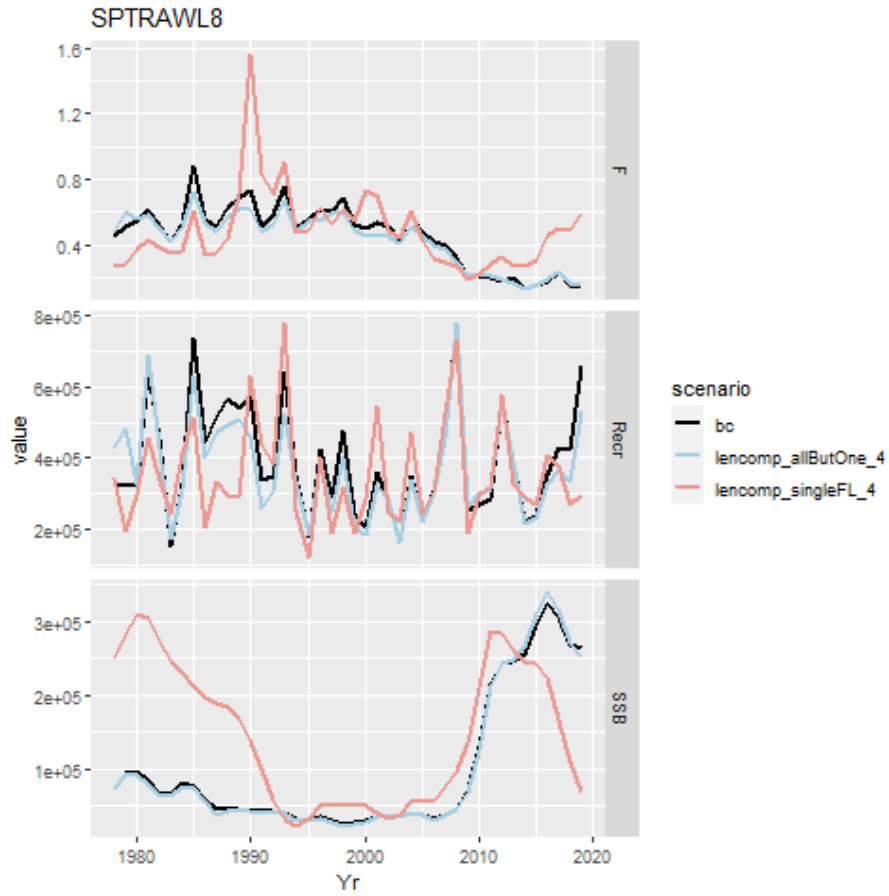 SPTRAWL8
1.6
1.2
0.8
0.4
F
8e+05
6e+05
4e+05
2e+05
Recr
3e+05
2e+05
1e+05
SSB
value
1980 1990 2000 2010 2020
Yr
scenario
bc
lencomp_allButOne_4
lencomp_singleFL_4